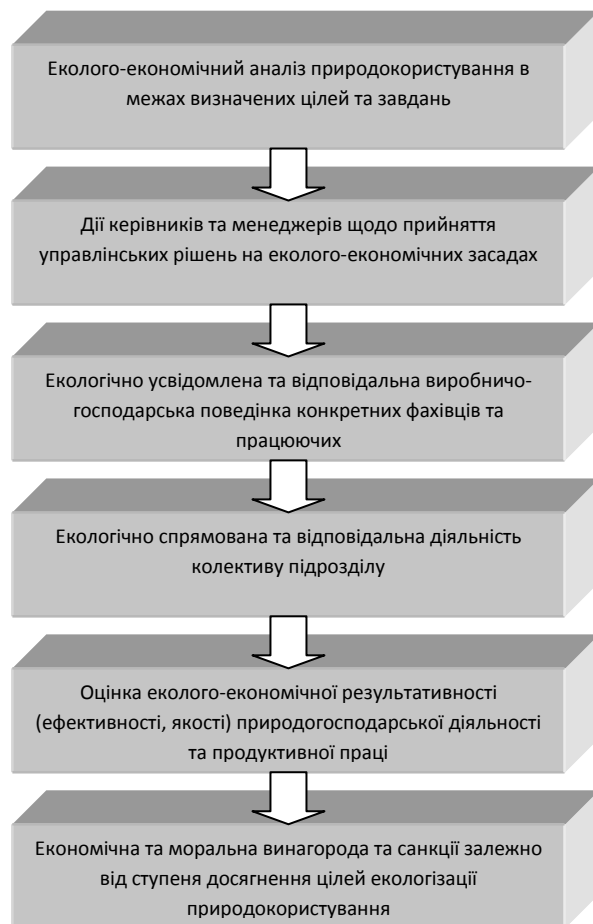 Еколого-економічний аналіз природокористування в
межах визначених цілей та завдань
Дії керівників та менеджерів щодо прийняття
управлінських рішень на еколого-економічних засадах
Екологічно усвідомлена та відповідальна виробничо-
господарська поведінка конкретних фахівців та
працюючих
Екологічно спрямована та відповідальна діяльність
колективу підрозділу
Оцінка еколого-економічної результативності
(ефективності, якості) природогосподарської діяльності
та продуктивної праці
Економічна та моральна винагорода та санкції залежно
від ступеня досягнення цілей екологізації
природокористування